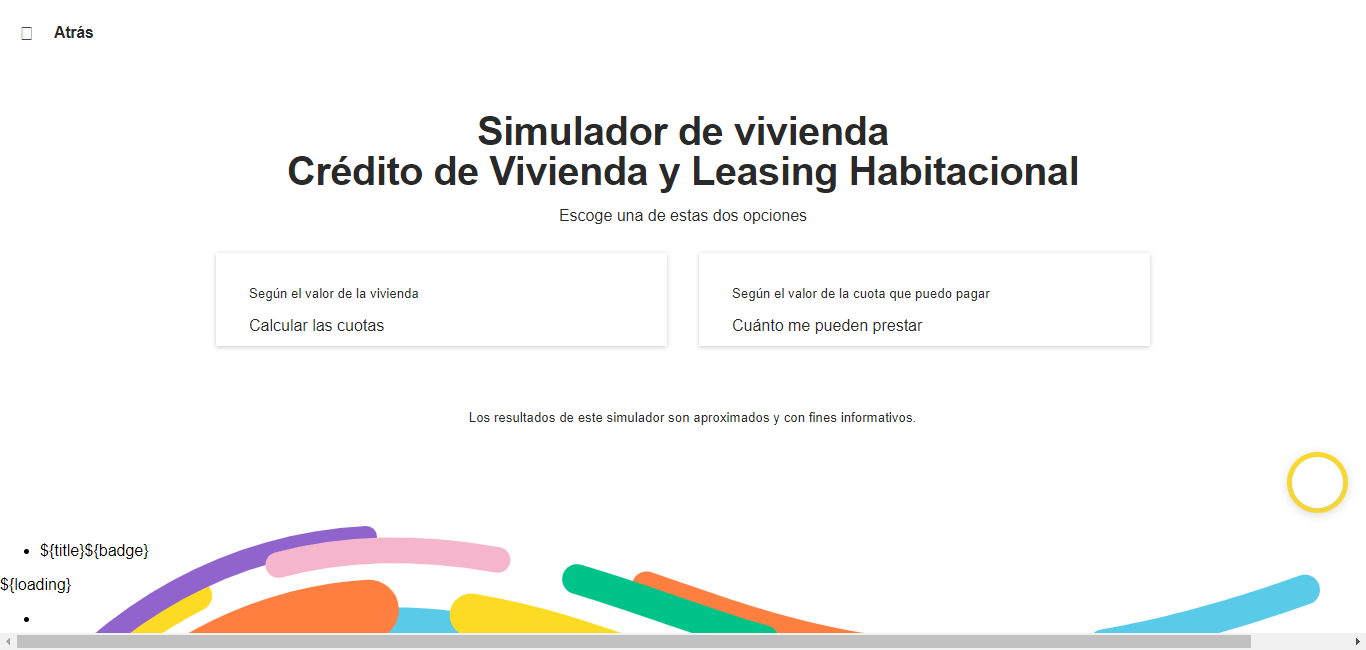 Atrás
Simulador de vivienda
Crédito de Vivienda y Leasing Habitacional
Escoge una de estas dos opciones
Según el valor de la vivienda
Calcular las cuotas
Según el valor de la cuota que puedo pagar
Cuánto me pueden prestar
Los resultados de este simulador son aproximados y con fines informativos.
${title}${badge}
${loading}